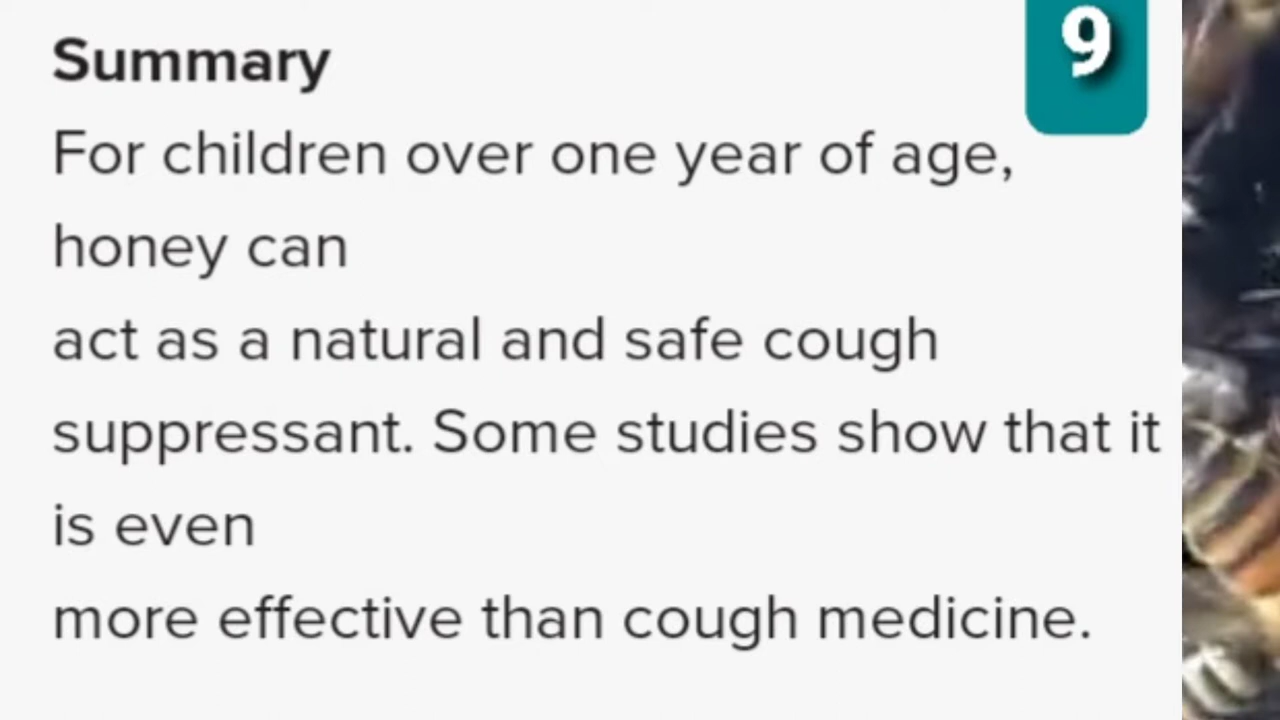 Summary
9
For children over one year of age,
honey can
act as a natural and safe cough
suppressant. Some studies show that it
is even
more effective than cough medicine.